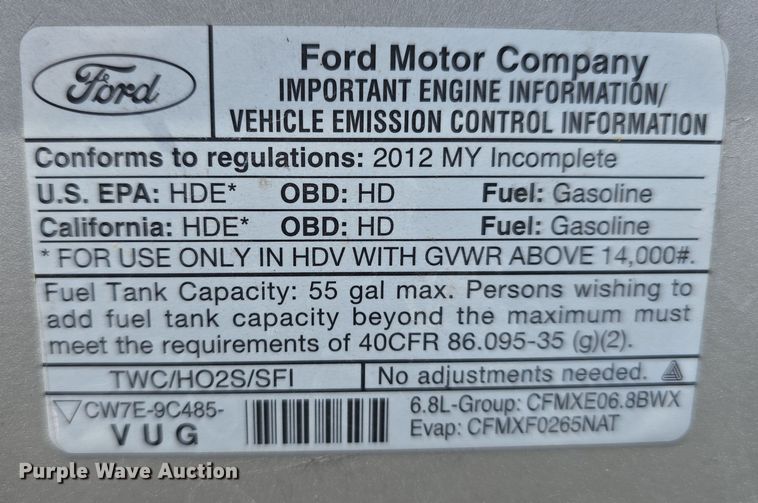 Ford
Ford Motor Company
IMPORTANT ENGINE INFORMATION/
VEHICLE EMISSION CONTROL INFORMATION
Conforms to regulations: 2012 MY Incomplete
U.S. EPA: HDE* OBD: HD Fuel: Gasoline
California: HDE* OBD: HD Fuel: Gasoline
* FOR USE ONLY IN HDV WITH GVWR ABOVE 14,000#.
Fuel Tank Capacity: 55 gal max. Persons wishing to
add fuel tank capacity beyond the maximum must
meet the requirements of 40CFR 86.095-35 (g)(2).
TWC/HO2S/SFI No adjustments needed.
CW7E-9C485-
VUG
6.8L-Group: CFMXE06.8BWX
Evap: CFMXF0265NAT
Purple Wave Auction